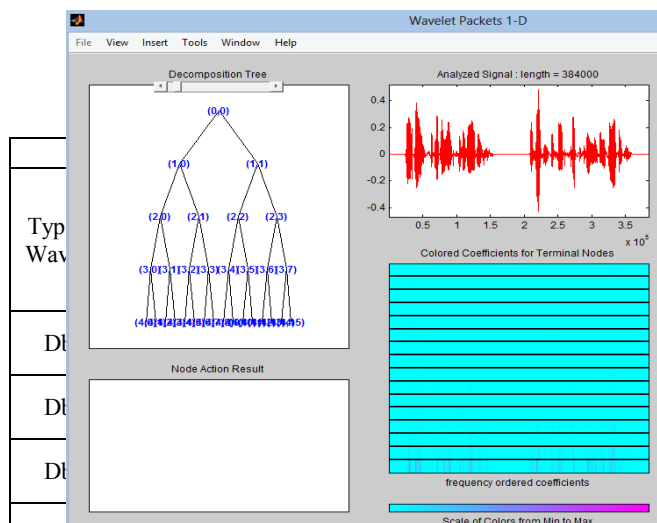 Wavelet Packets 1-D
File View Insert Tools Window Help
Decomposition Tree
(0,0)
(1,0) (1,1)
(2,0) (2,1) (2,2) (2,3)
(3,0) (3,1) (3,2) (3,3) (3,4) (3,5) (3,6) (3,7)
Node Action Result
Analyzed Signal : length = 384000
0.4
0.2
0
-0.2
-0.4
0.5 1 1.5 2 2.5 3 3.5
x 10^5
Colored Coefficients for Terminal Nodes
frequency ordered coefficients
Scale of Colors from Min to Max
Typ
Wav
Db
Db
Db